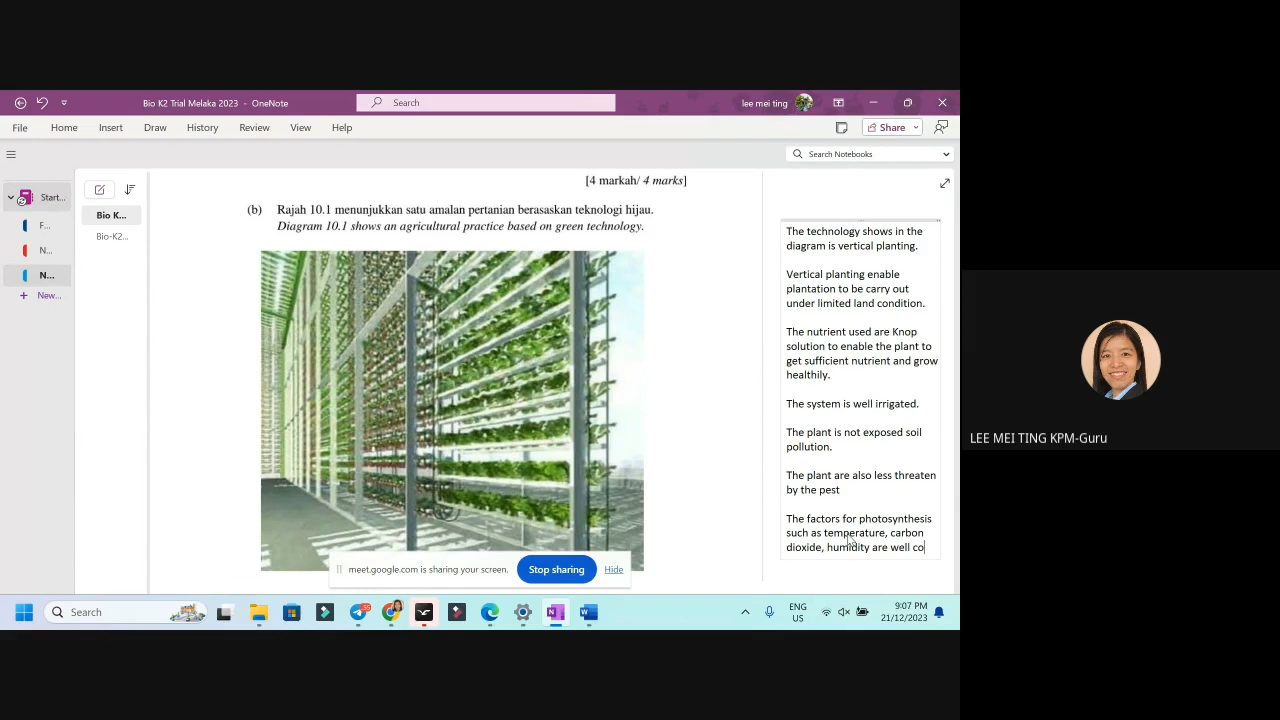 Bio K2 Trial Melaka 2023 - OneNote
Search
lee mei ting
File Home Insert Draw History Review View Help
Share
Search Notebooks
Start...
F...
N...
N...
New...
Bio K...
Bio-K2...
[4 markah/ 4 marks]
(b) Rajah 10.1 menunjukkan satu amalan pertanian berasaskan teknologi hijau.
Diagram 10.1 shows an agricultural practice based on green technology.
The technology shows in the
diagram is vertical planting.
Vertical planting enable
plantation to be carry out
under limited land condition.
The nutrient used are Knop
solution to enable the plant to
get sufficient nutrient and grow
healthily.
The system is well irrigated.
The plant is not exposed soil
pollution.
The plant are also less threaten
by the pest
The factors for photosynthesis
such as temperature, carbon
dioxide, humidity are well co
meet.google.com is sharing your screen. Stop sharing Hide
LEE MEI TING KPM-Guru
Search
ENG
US
9:07 PM
21/12/2023